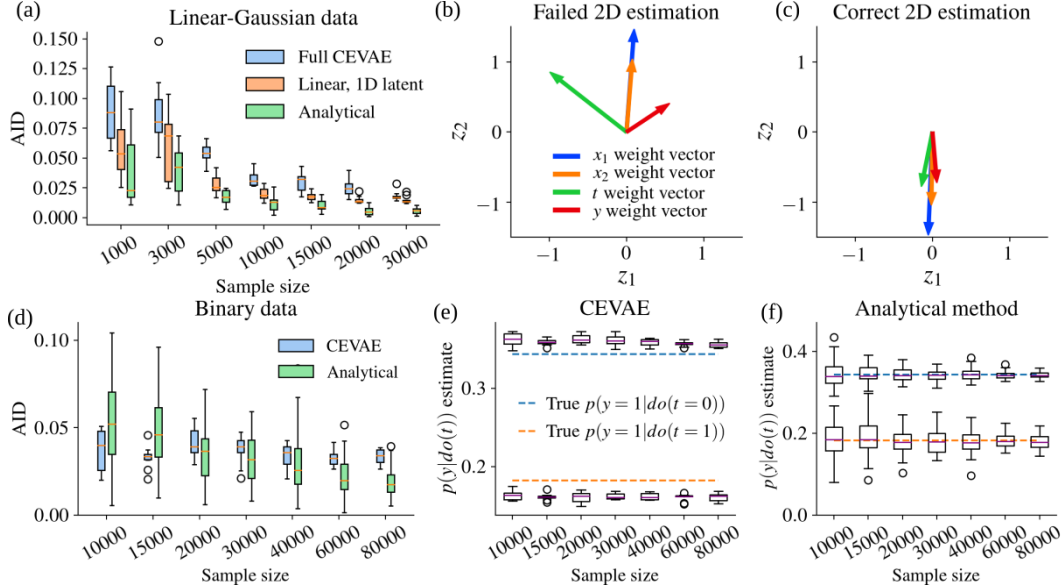 (a)
Linear-Gaussian data
AID
0.150
0.125
0.100
0.075
0.050
0.025
0.000
Full CEVAE
Linear, 1D latent
Analytical
1000
3000
5000
10000
15000
20000
30000
Sample size
(b)
Failed 2D estimation
z₂
1
0
−1
x₁ weight vector
x₂ weight vector
t weight vector
y weight vector
−1
0
1
z₁
(c)
Correct 2D estimation
z₂
1
0
−1
−1
0
1
z₁
(d)
Binary data
AID
0.10
0.05
0.00
CEVAE
Analytical
10000
15000
20000
30000
40000
60000
80000
Sample size
(e)
CEVAE
p(y|do(t)) estimate
0.3
0.2
True p(y = 1|do(t = 0))
True p(y = 1|do(t = 1))
10000
15000
20000
30000
40000
60000
80000
Sample size
(f)
Analytical method
p(y|do(t)) estimate
0.4
0.2
0.0
10000
15000
20000
30000
40000
60000
80000
Sample size